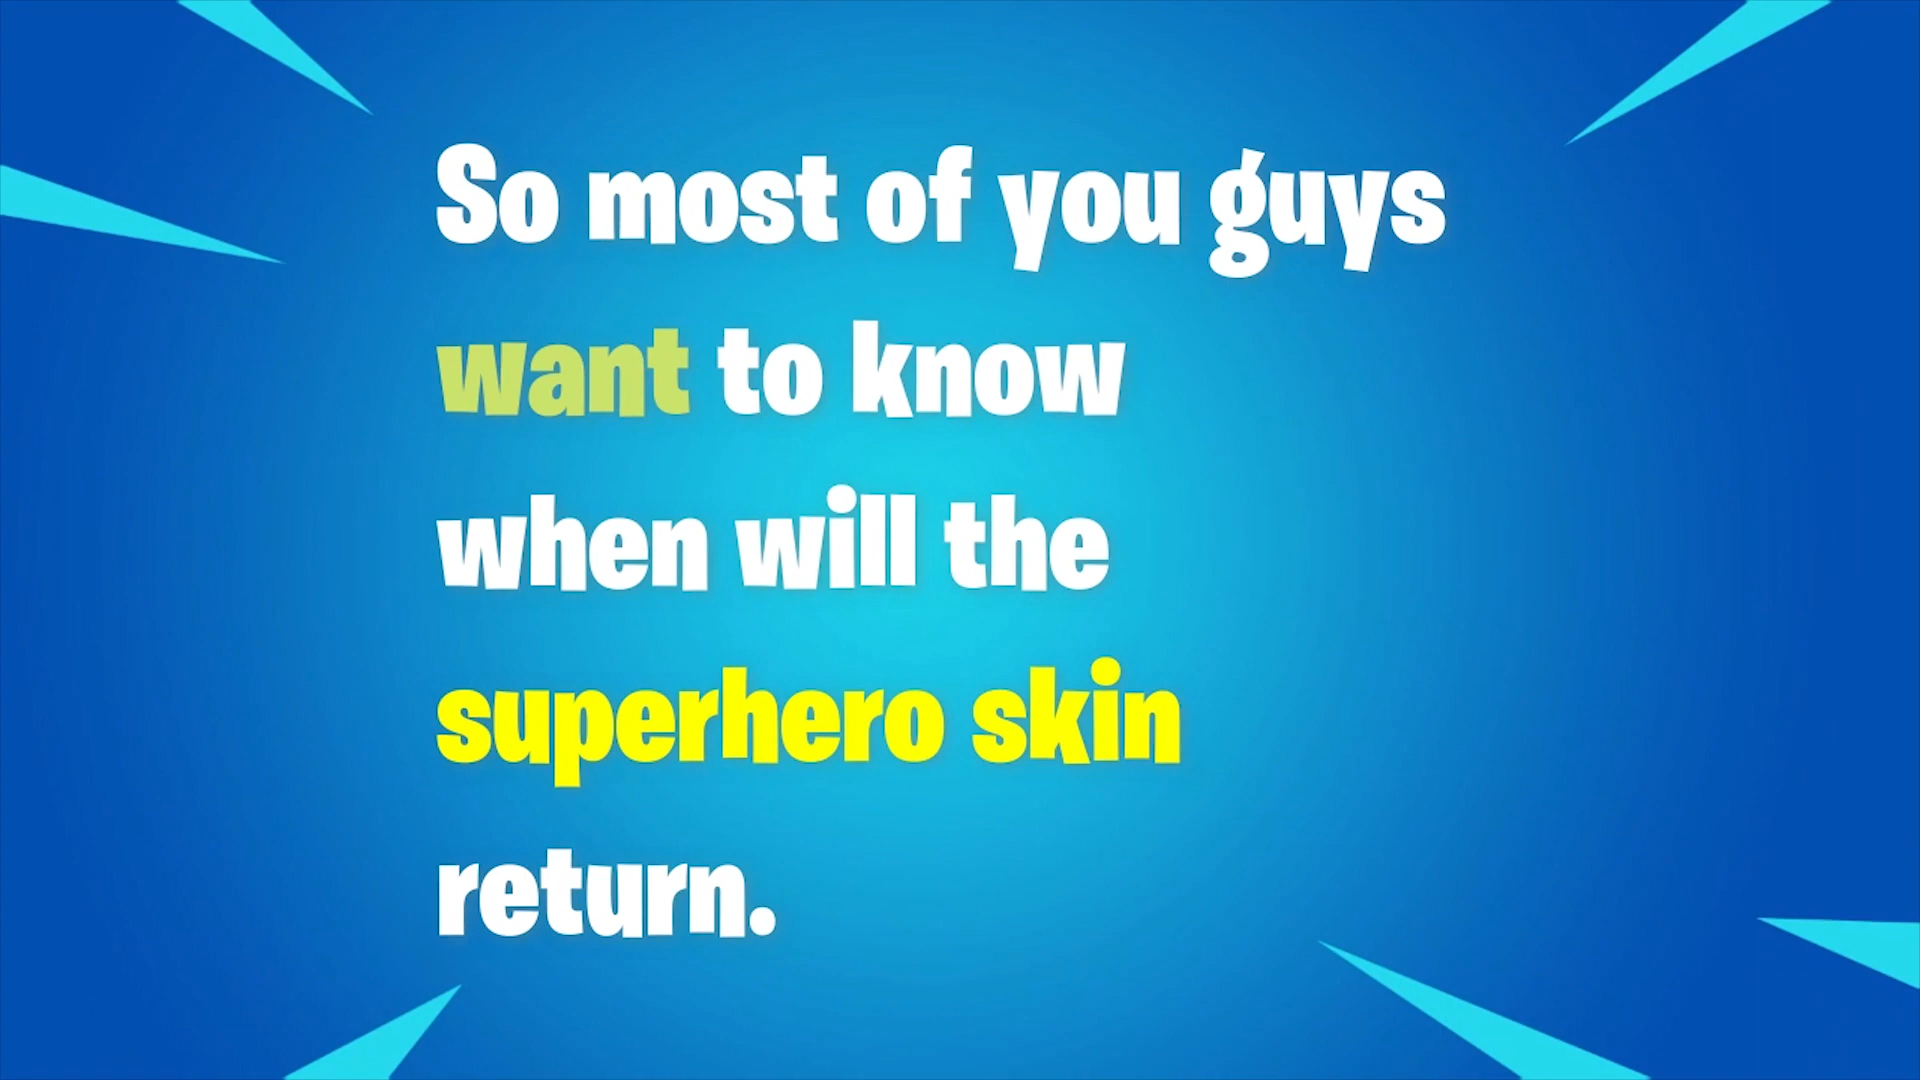 So most of you guys
want to know
when will the
superhero skin
return.